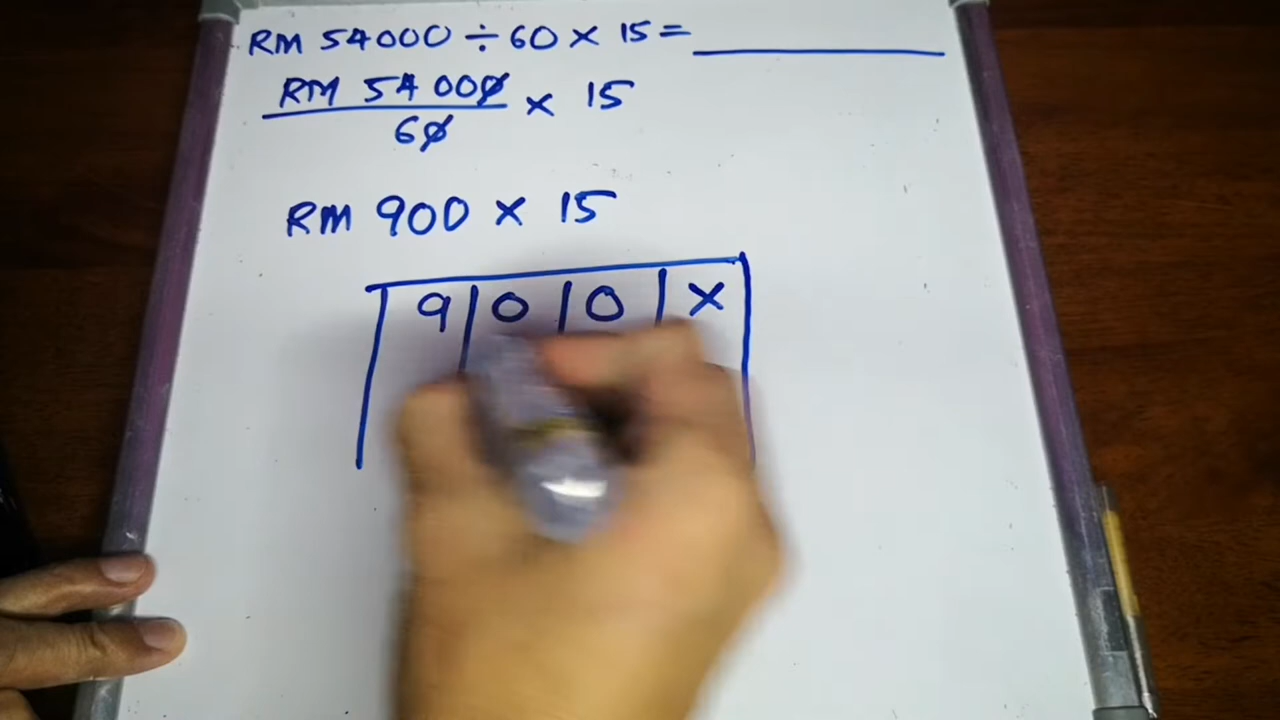 RM 54000 ÷ 60 × 15 =
RM 54000
60
× 15
RM 900 × 15
9 0 0 ×